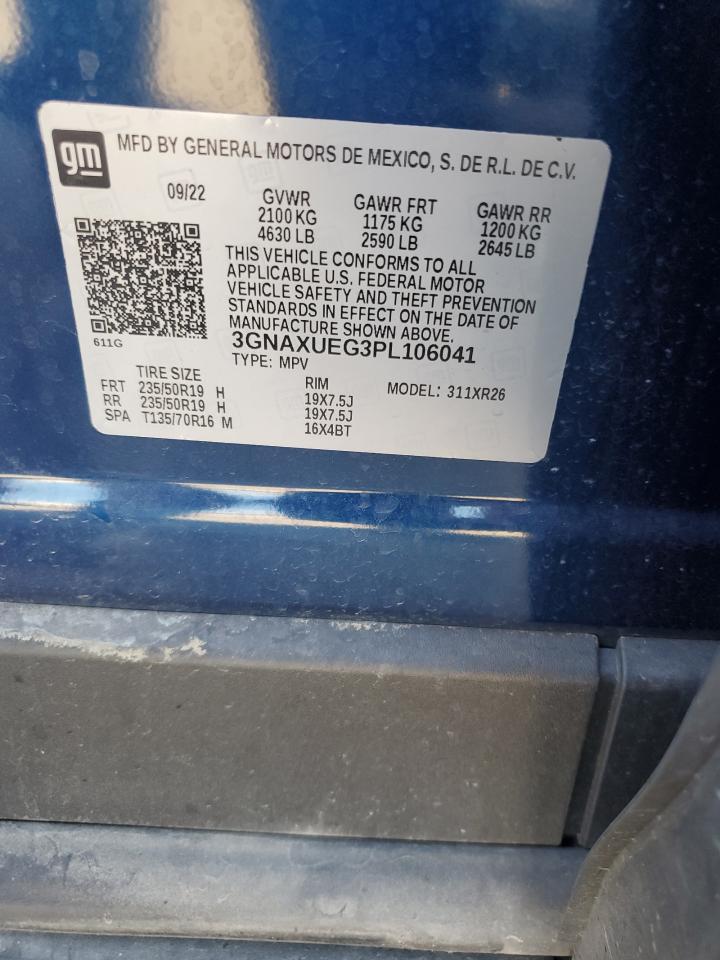 gm
MFD BY GENERAL MOTORS DE MEXICO, S. DE R.L. DE C.V.
09/22 GVWR GAWR FRT GAWR RR
2100 KG 1175 KG 1200 KG
4630 LB 2590 LB 2645 LB
THIS VEHICLE CONFORMS TO ALL
APPLICABLE U.S. FEDERAL MOTOR
VEHICLE SAFETY AND THEFT PREVENTION
STANDARDS IN EFFECT ON THE DATE OF
MANUFACTURE SHOWN ABOVE.
611G 3GNAXUEG3PL106041
TYPE: MPV
TIRE SIZE RIM MODEL: 311XR26
FRT 235/50R19 H 19X7.5J
RR 235/50R19 H 19X7.5J
SPA T135/70R16 M 16X4BT